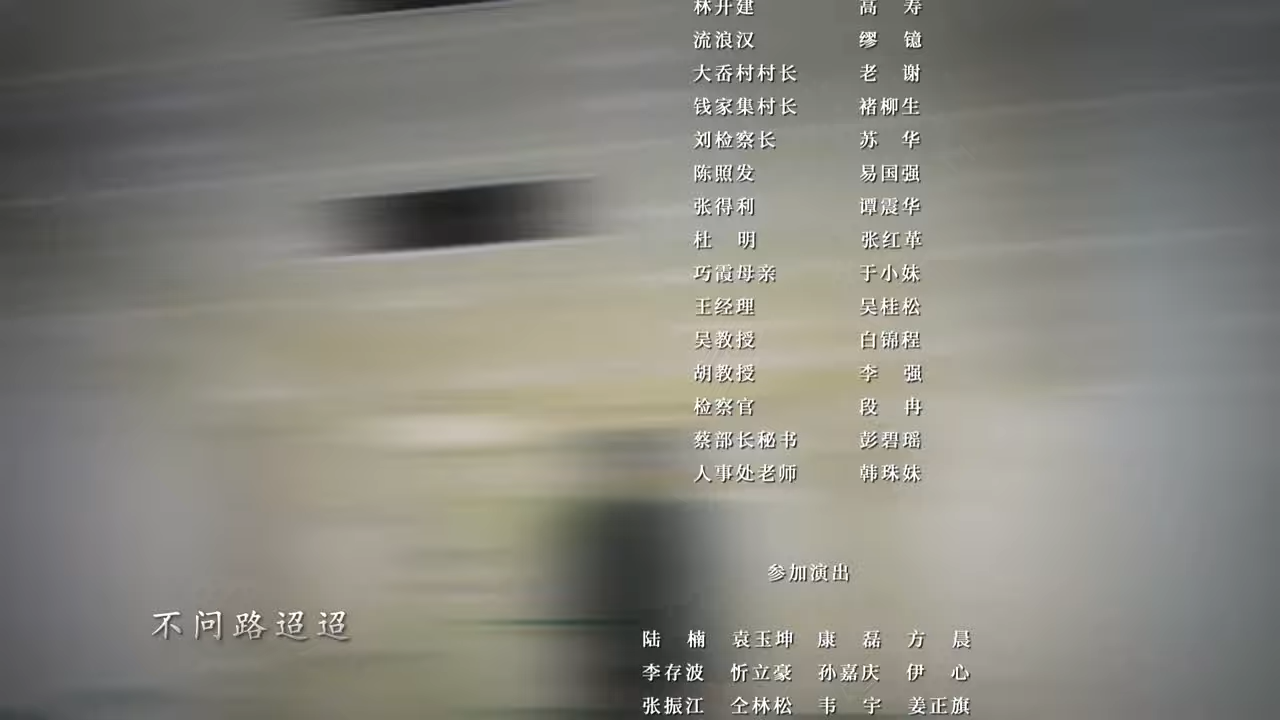 林升建 高 寿
流浪汉 缪 镱
大岙村村长 老 谢
钱家集村长 褚柳生
刘检察长 苏 华
陈照发 易国强
张得利 谭震华
杜 明 张红革
巧霞母亲 于小妹
王经理 吴桂松
吴教授 白锦程
胡教授 李 强
检察官 段 冉
蔡部长秘书 彭碧瑶
人事处老师 韩珠妹
参加演出
不问路迢迢
陆 楠 袁玉坤 康 磊 方 晨
李存波 忻立豪 孙嘉庆 伊 心
张振江 仝林松 韦 宇 姜正旗